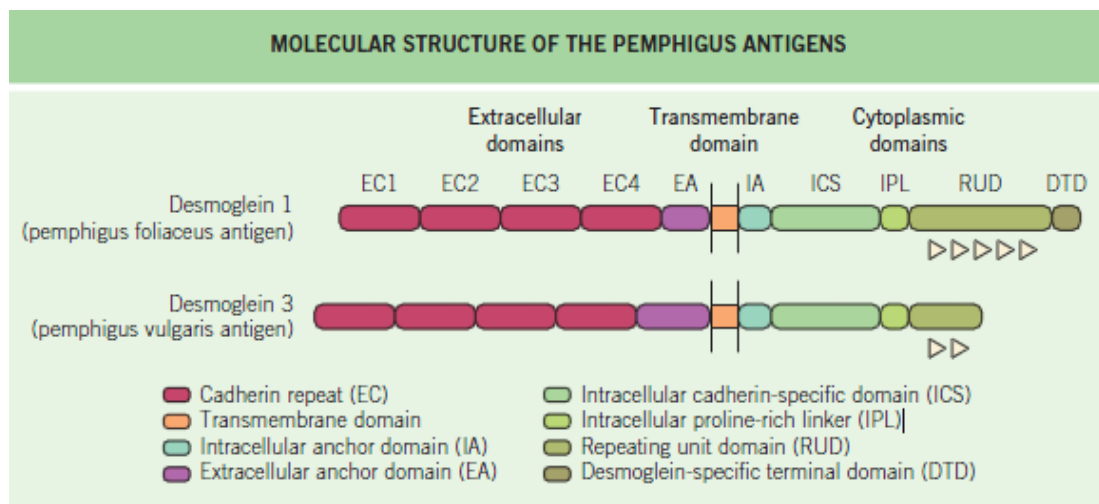 MOLECULAR STRUCTURE OF THE PEMPHIGUS ANTIGENS
Extracellular domains
Transmembrane domain
Cytoplasmic domains
EC1 EC2 EC3 EC4 EA IA ICS IPL RUD DTD
Desmoglein 1
(pemphigus foliaceus antigen)
Desmoglein 3
(pemphigus vulgaris antigen)
Cadherin repeat (EC)
Transmembrane domain
Intracellular anchor domain (IA)
Extracellular anchor domain (EA)
Intracellular cadherin-specific domain (ICS)
Intracellular proline-rich linker (IPL)
Repeating unit domain (RUD)
Desmoglein-specific terminal domain (DTD)